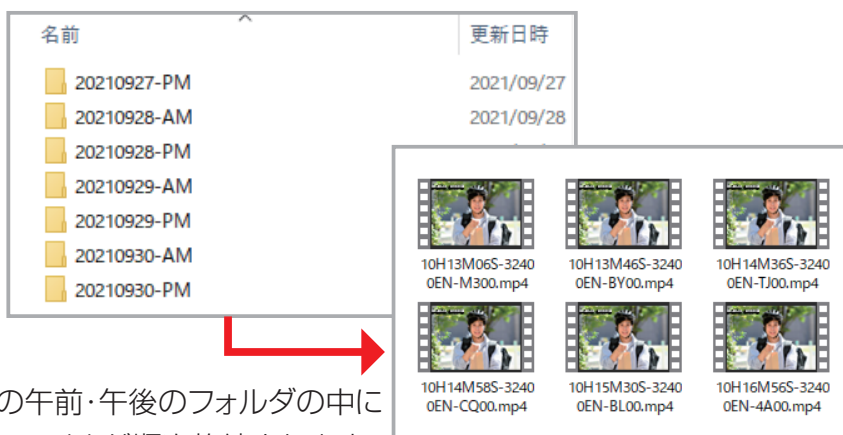 名前 更新日時
20210927-PM 2021/09/27
20210928-AM 2021/09/28
20210928-PM
20210929-AM
20210929-PM
20210930-AM
20210930-PM
10H13M06S-3240 10H13M46S-3240 10H14M36S-3240
0EN-M300.mp4 0EN-BY00.mp4 0EN-TJ00.mp4
10H14M58S-3240 10H15M30S-3240 10H16M56S-3240
0EN-CQ00.mp4 0EN-BL00.mp4 0EN-4A00.mp4
の午前・午後のフォルダの中に